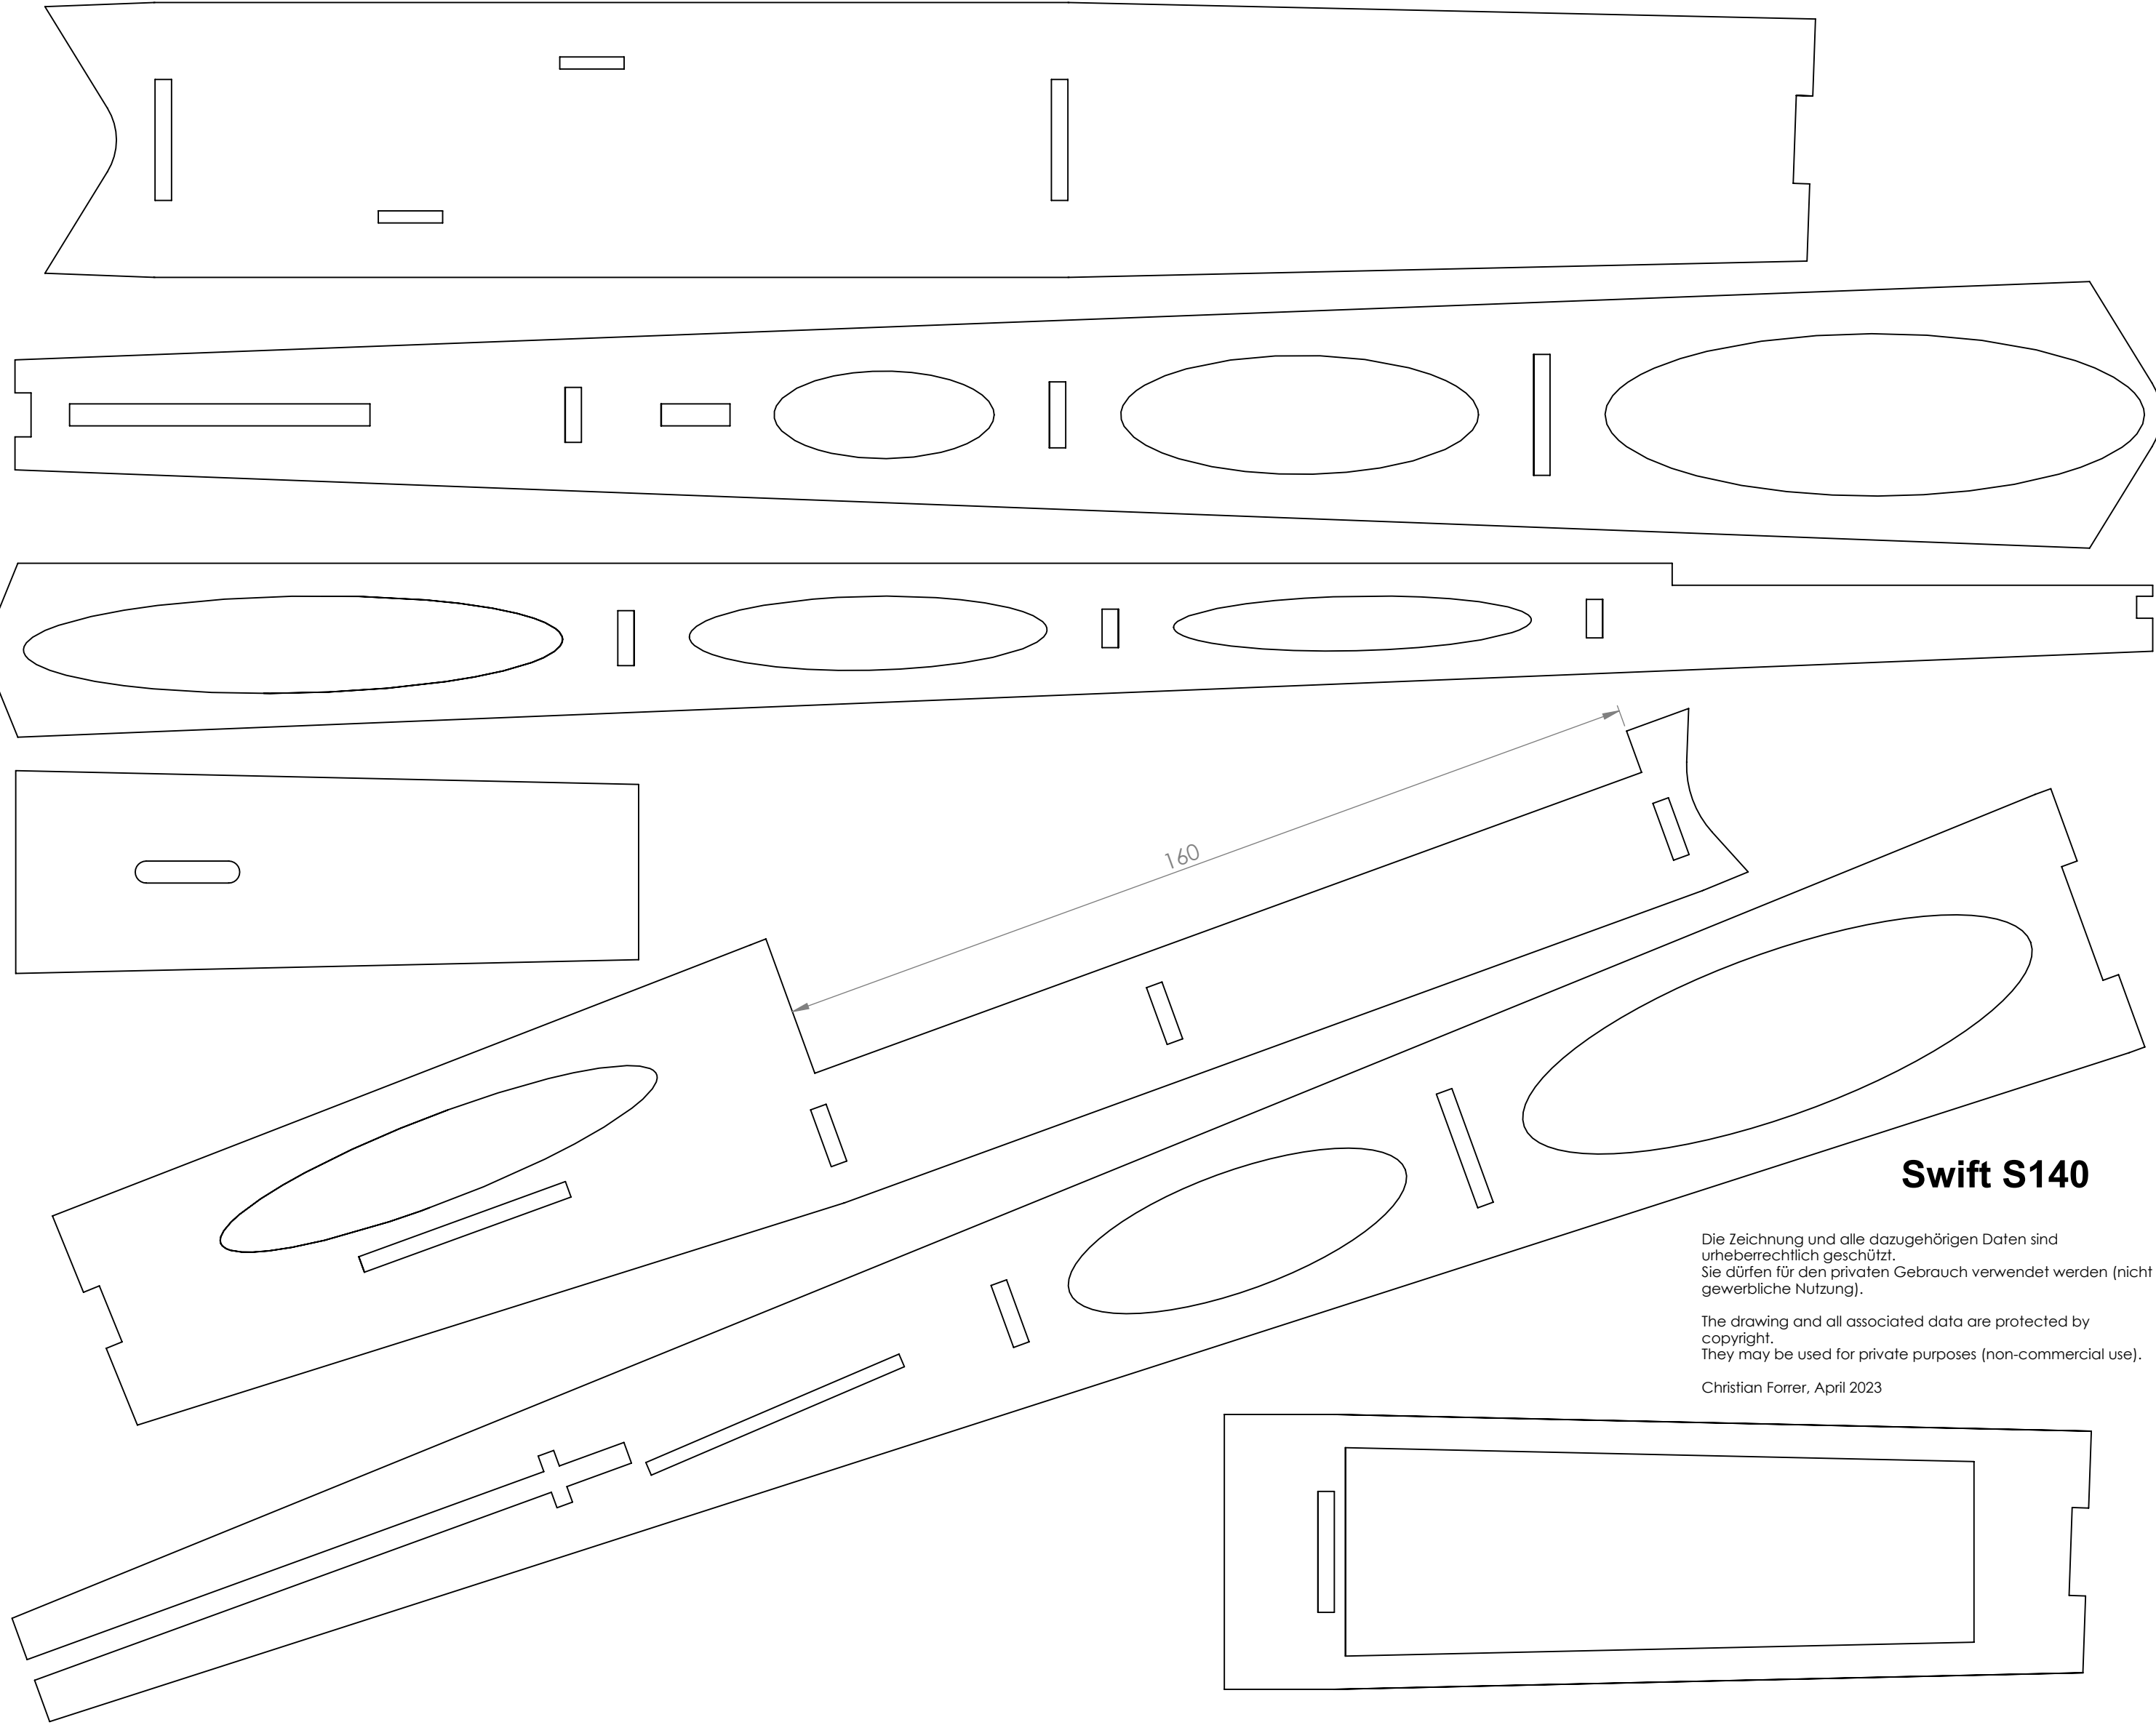 160
Swift S140
Die Zeichnung und alle dazugehörigen Daten sind
urheberrechtlich geschützt.
Sie dürfen für den privaten Gebrauch verwendet werden (nicht
gewerbliche Nutzung).
The drawing and all associated data are protected by
copyright.
They may be used for private purposes (non-commercial use).
Christian Forrer, April 2023